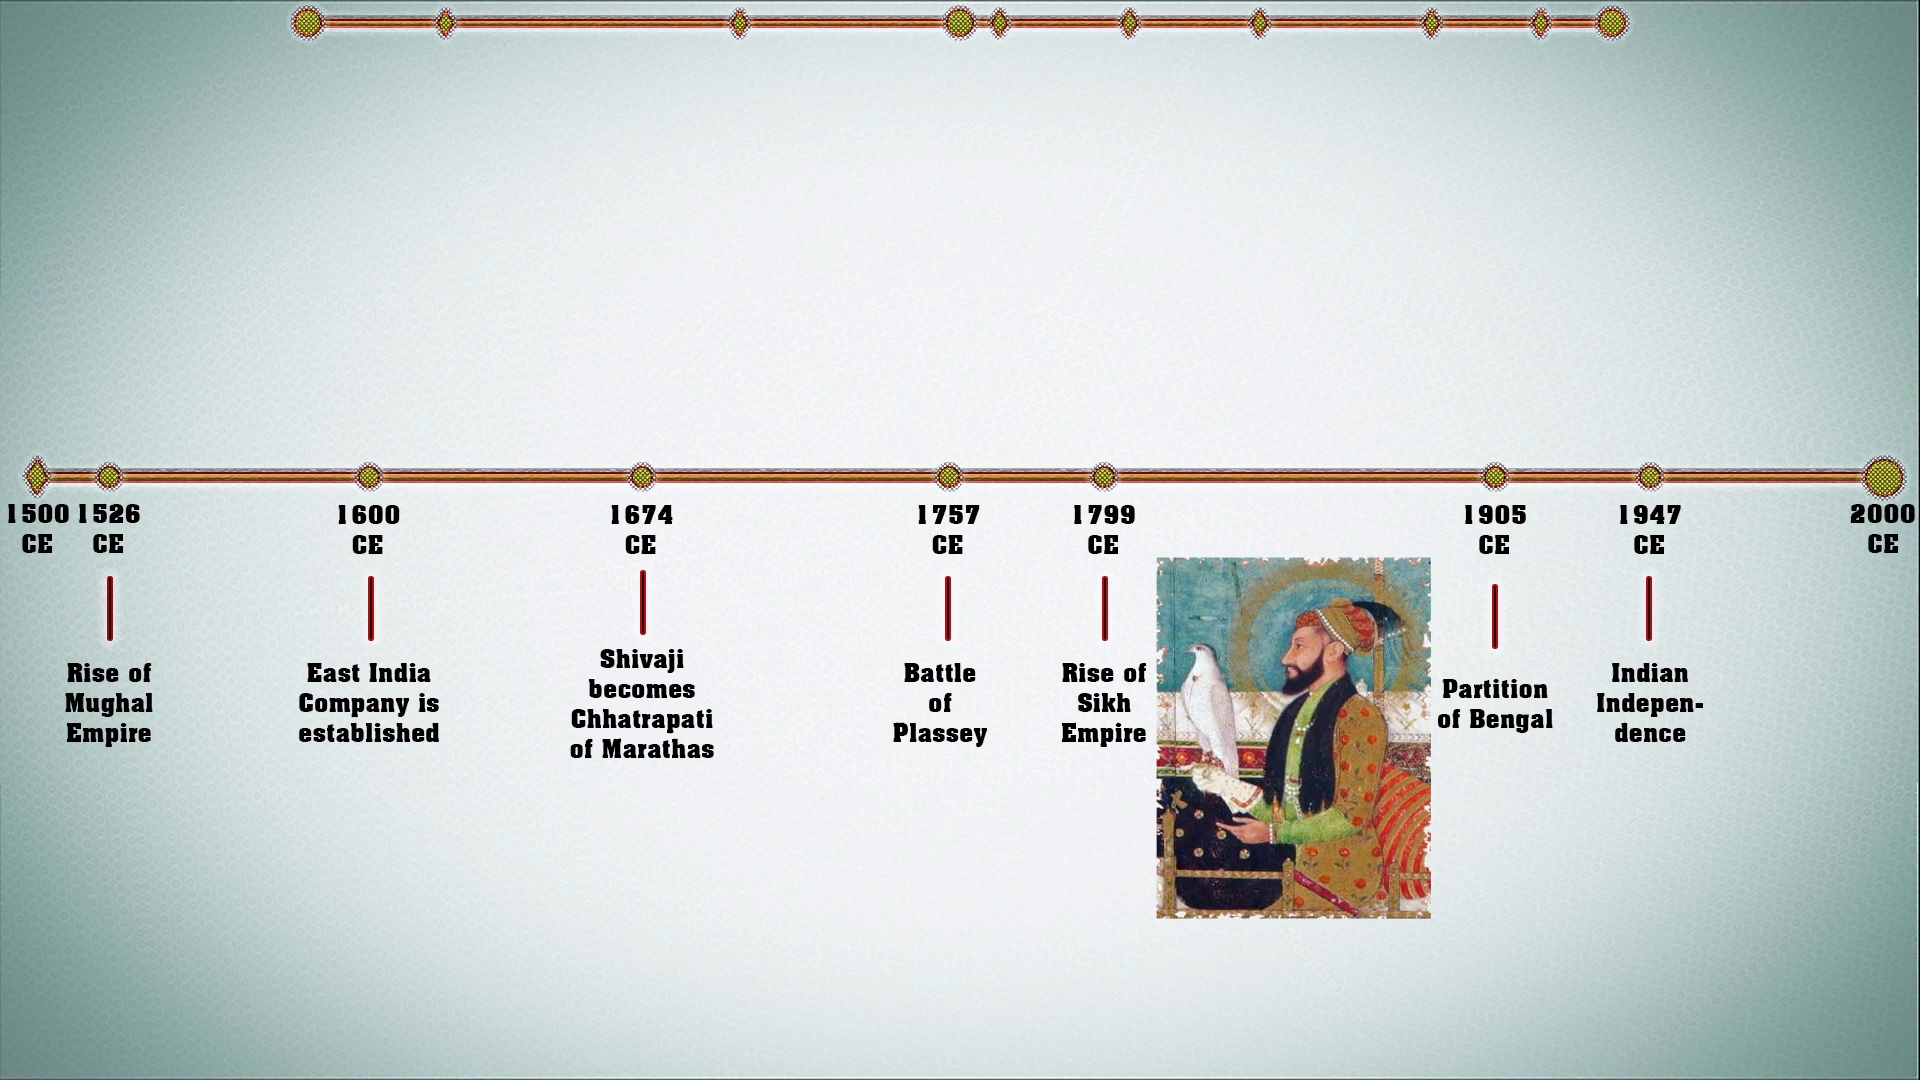 1500
CE
1526
CE
1600
CE
1674
CE
1757
CE
1799
CE
1905
CE
1947
CE
2000
CE
Rise of
Mughal
Empire
East India
Company is
established
Shivaji
becomes
Chhatrapati
of Marathas
Battle
of
Plassey
Rise of
Sikh
Empire
Partition
of Bengal
Indian
Indepen-
dence